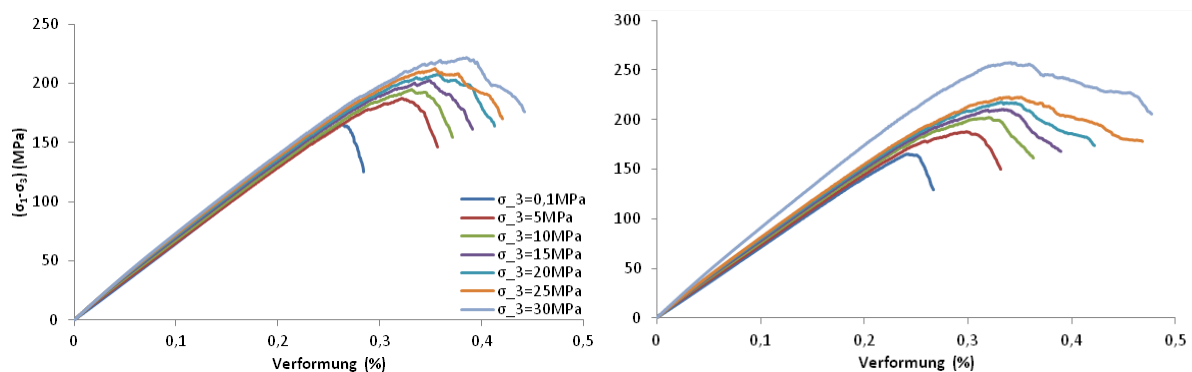 250
200
150
100
50
0
(σ₁-σ₃) (MPa)
0
0,1
0,2
0,3
0,4
0,5
Verformung (%)
σ_3=0,1MPa
σ_3=5MPa
σ_3=10MPa
σ_3=15MPa
σ_3=20MPa
σ_3=25MPa
σ_3=30MPa
300
250
200
150
100
50
0
0
0,1
0,2
0,3
0,4
0,5
Verformung (%)